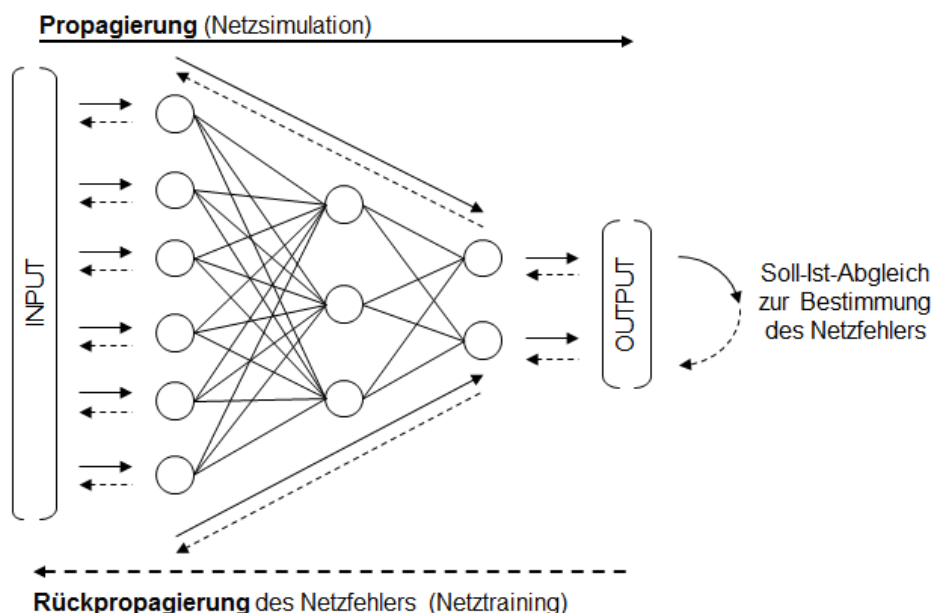 Propagierung (Netzsimulation)
INPUT
OUTPUT
Soll-Ist-Abgleich
zur Bestimmung
des Netzfehlers
Rückpropagierung des Netzfehlers (Netztraining)